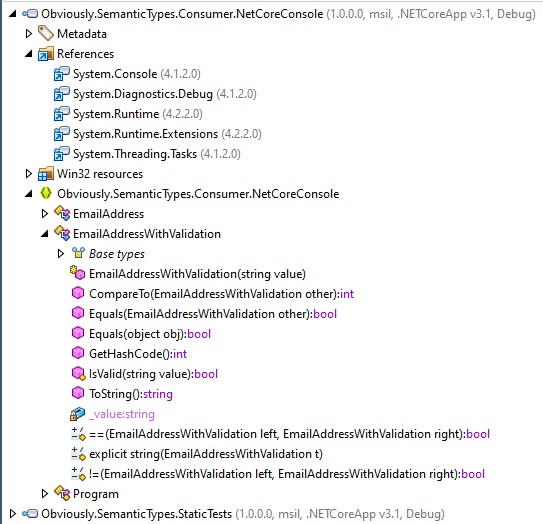 Obviously.SemanticTypes.Consumer.NetCoreConsole (1.0.0.0, msil, .NETCoreApp v3.1, Debug)
Metadata
References
System.Console (4.1.2.0)
System.Diagnostics.Debug (4.1.2.0)
System.Runtime (4.2.2.0)
System.Runtime.Extensions (4.2.2.0)
System.Threading.Tasks (4.1.2.0)
Win32 resources
Obviously.SemanticTypes.Consumer.NetCoreConsole
EmailAddress
EmailAddressWithValidation
Base types
EmailAddressWithValidation(string value)
CompareTo(EmailAddressWithValidation other):int
Equals(EmailAddressWithValidation other):bool
Equals(object obj):bool
GetHashCode():int
IsValid(string value):bool
ToString():string
_value:string
==(EmailAddressWithValidation left, EmailAddressWithValidation right):bool
explicit string(EmailAddressWithValidation t)
!=(EmailAddressWithValidation left, EmailAddressWithValidation right):bool
Program
Obviously.SemanticTypes.StaticTests (1.0.0.0, msil, .NETCoreApp v3.1, Debug)